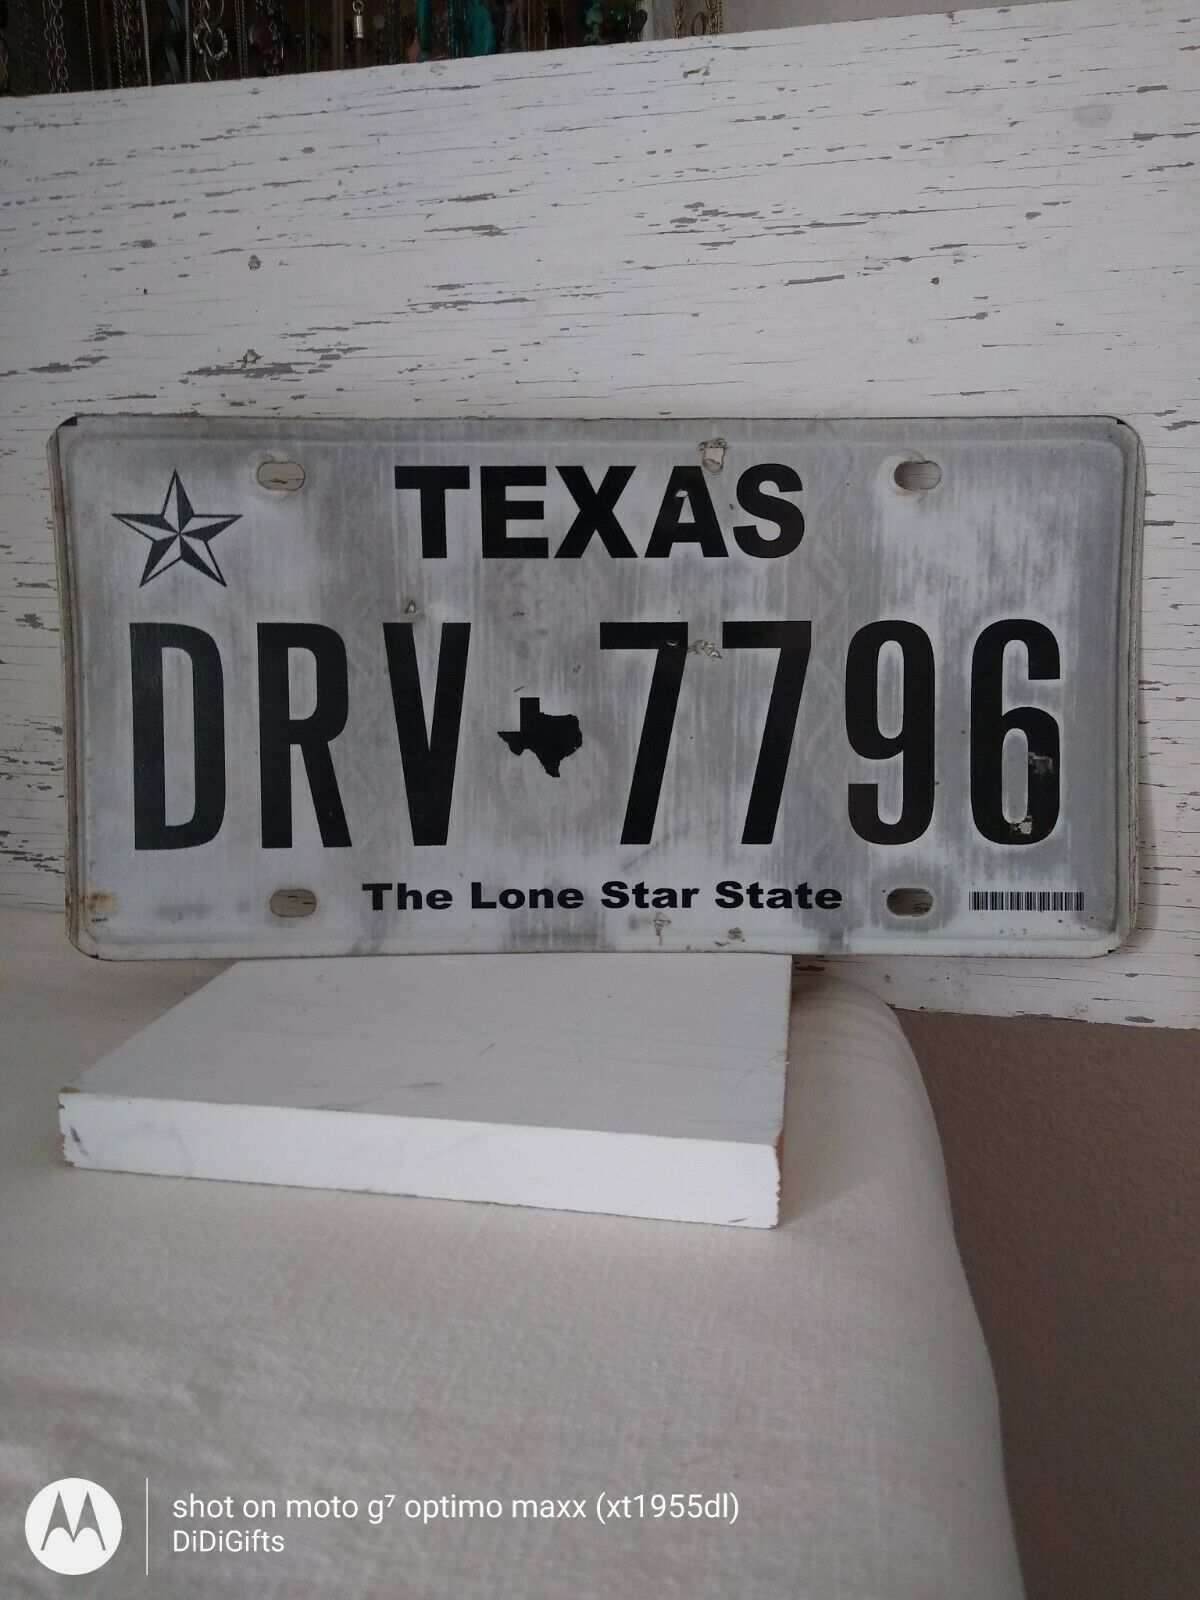 TEXAS
DRV 7796
The Lone Star State
shot on moto g⁷ optimo maxx (xt1955dl)
DiDiGifts